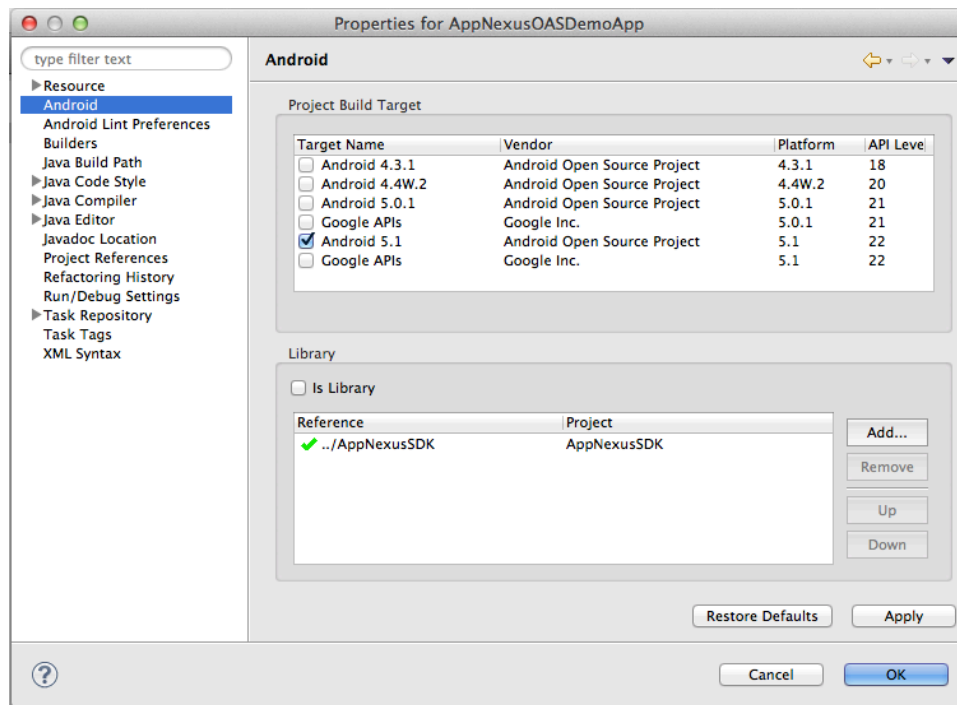 Properties for AppNexusOASDemoApp
type filter text
Resource
Android
Android Lint Preferences
Builders
Java Build Path
Java Code Style
Java Compiler
Java Editor
Javadoc Location
Project References
Refactoring History
Run/Debug Settings
Task Repository
Task Tags
XML Syntax
Android
Project Build Target
Target Name Vendor Platform API Leve
Android 4.3.1 Android Open Source Project 4.3.1 18
Android 4.4W.2 Android Open Source Project 4.4W.2 20
Android 5.0.1 Android Open Source Project 5.0.1 21
Google APIs Google Inc. 5.0.1 21
Android 5.1 Android Open Source Project 5.1 22
Google APIs Google Inc. 5.1 22
Library
Is Library
Reference Project
../AppNexusSDK AppNexusSDK
Add...
Remove
Up
Down
Restore Defaults Apply
? Cancel OK